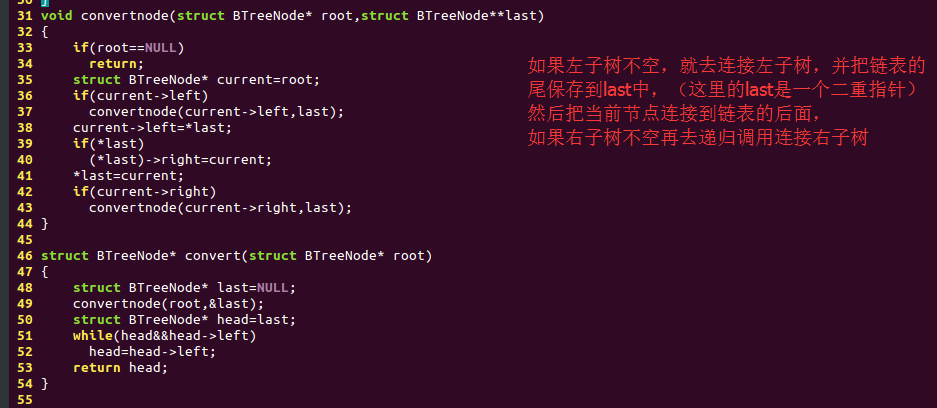 30 }
31 void convertnode(struct BTreeNode* root,struct BTreeNode**last)
32 {
33     if(root==NULL)
34       return;
35     struct BTreeNode* current=root;
36     if(current->left)
37       convertnode(current->left,last);
38     current->left=*last;
39     if(*last)
40       (*last)->right=current;
41     *last=current;
42     if(current->right)
43       convertnode(current->right,last);
44 }
45
46 struct BTreeNode* convert(struct BTreeNode* root)
47 {
48     struct BTreeNode* last=NULL;
49     convertnode(root,&last);
50     struct BTreeNode* head=last;
51     while(head&&head->left)
52       head=head->left;
53     return head;
54 }
55
如果左子树不空，就去连接左子树，并把链表的
尾保存到last中，（这里的last是一个二重指针）
然后把当前节点连接到链表的后面，
如果右子树不空再去递归调用连接右子树